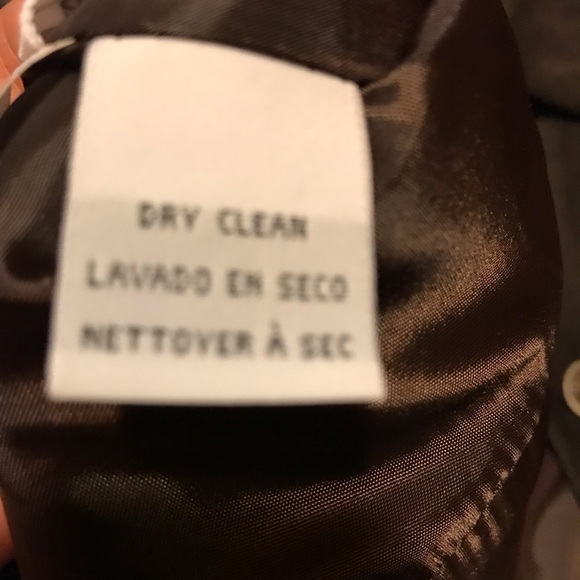 DRY CLEAN
LAVADO EN SECO
NETTOYER À SEC